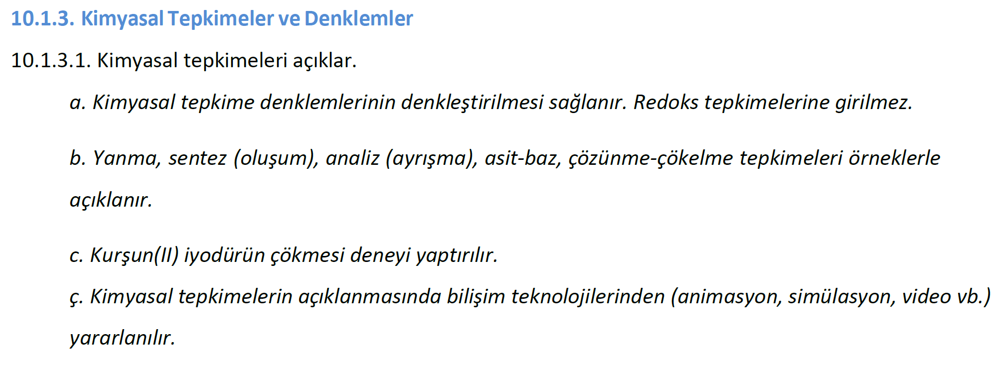 10.1.3. Kimyasal Tepkimeler ve Denklemler
10.1.3.1. Kimyasal tepkimeleri açıklar.
a. Kimyasal tepkime denklemlerinin denkleştirilmesi sağlanır. Redoks tepkimelerine girilmez.
b. Yanma, sentez (oluşum), analiz (ayrışma), asit-baz, çözünme-çökelme tepkimeleri örneklerle
açıklanır.
c. Kurşun(II) iyodürün çökmesi deneyi yaptırılır.
ç. Kimyasal tepkimelerin açıklanmasında bilişim teknolojilerinden (animasyon, simülasyon, video vb.)
yararlanılır.